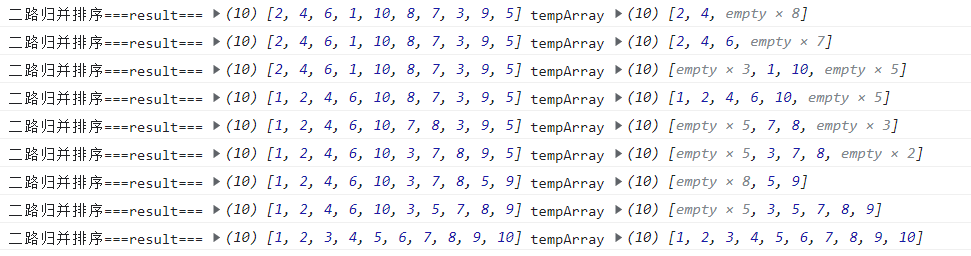 二路归并排序===result=== ▶(10) [2, 4, 6, 1, 10, 8, 7, 3, 9, 5] tempArray ▶(10) [2, 4, empty × 8]
二路归并排序===result=== ▶(10) [2, 4, 6, 1, 10, 8, 7, 3, 9, 5] tempArray ▶(10) [2, 4, 6, empty × 7]
二路归并排序===result=== ▶(10) [2, 4, 6, 1, 10, 8, 7, 3, 9, 5] tempArray ▶(10) [empty × 3, 1, 10, empty × 5]
二路归并排序===result=== ▶(10) [1, 2, 4, 6, 10, 8, 7, 3, 9, 5] tempArray ▶(10) [1, 2, 4, 6, 10, empty × 5]
二路归并排序===result=== ▶(10) [1, 2, 4, 6, 10, 7, 8, 3, 9, 5] tempArray ▶(10) [empty × 5, 7, 8, empty × 3]
二路归并排序===result=== ▶(10) [1, 2, 4, 6, 10, 3, 7, 8, 9, 5] tempArray ▶(10) [empty × 5, 3, 7, 8, empty × 2]
二路归并排序===result=== ▶(10) [1, 2, 4, 6, 10, 3, 7, 8, 5, 9] tempArray ▶(10) [empty × 8, 5, 9]
二路归并排序===result=== ▶(10) [1, 2, 4, 6, 10, 3, 5, 7, 8, 9] tempArray ▶(10) [empty × 5, 3, 5, 7, 8, 9]
二路归并排序===result=== ▶(10) [1, 2, 3, 4, 5, 6, 7, 8, 9, 10] tempArray ▶(10) [1, 2, 3, 4, 5, 6, 7, 8, 9, 10]